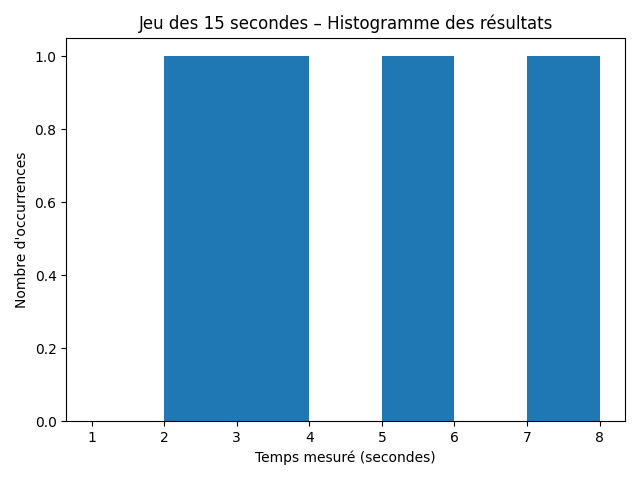 Jeu des 15 secondes – Histogramme des résultats
1.0
0.8
0.6
0.4
0.2
0.0
Nombre d'occurrences
1 2 3 4 5 6 7 8
Temps mesuré (secondes)